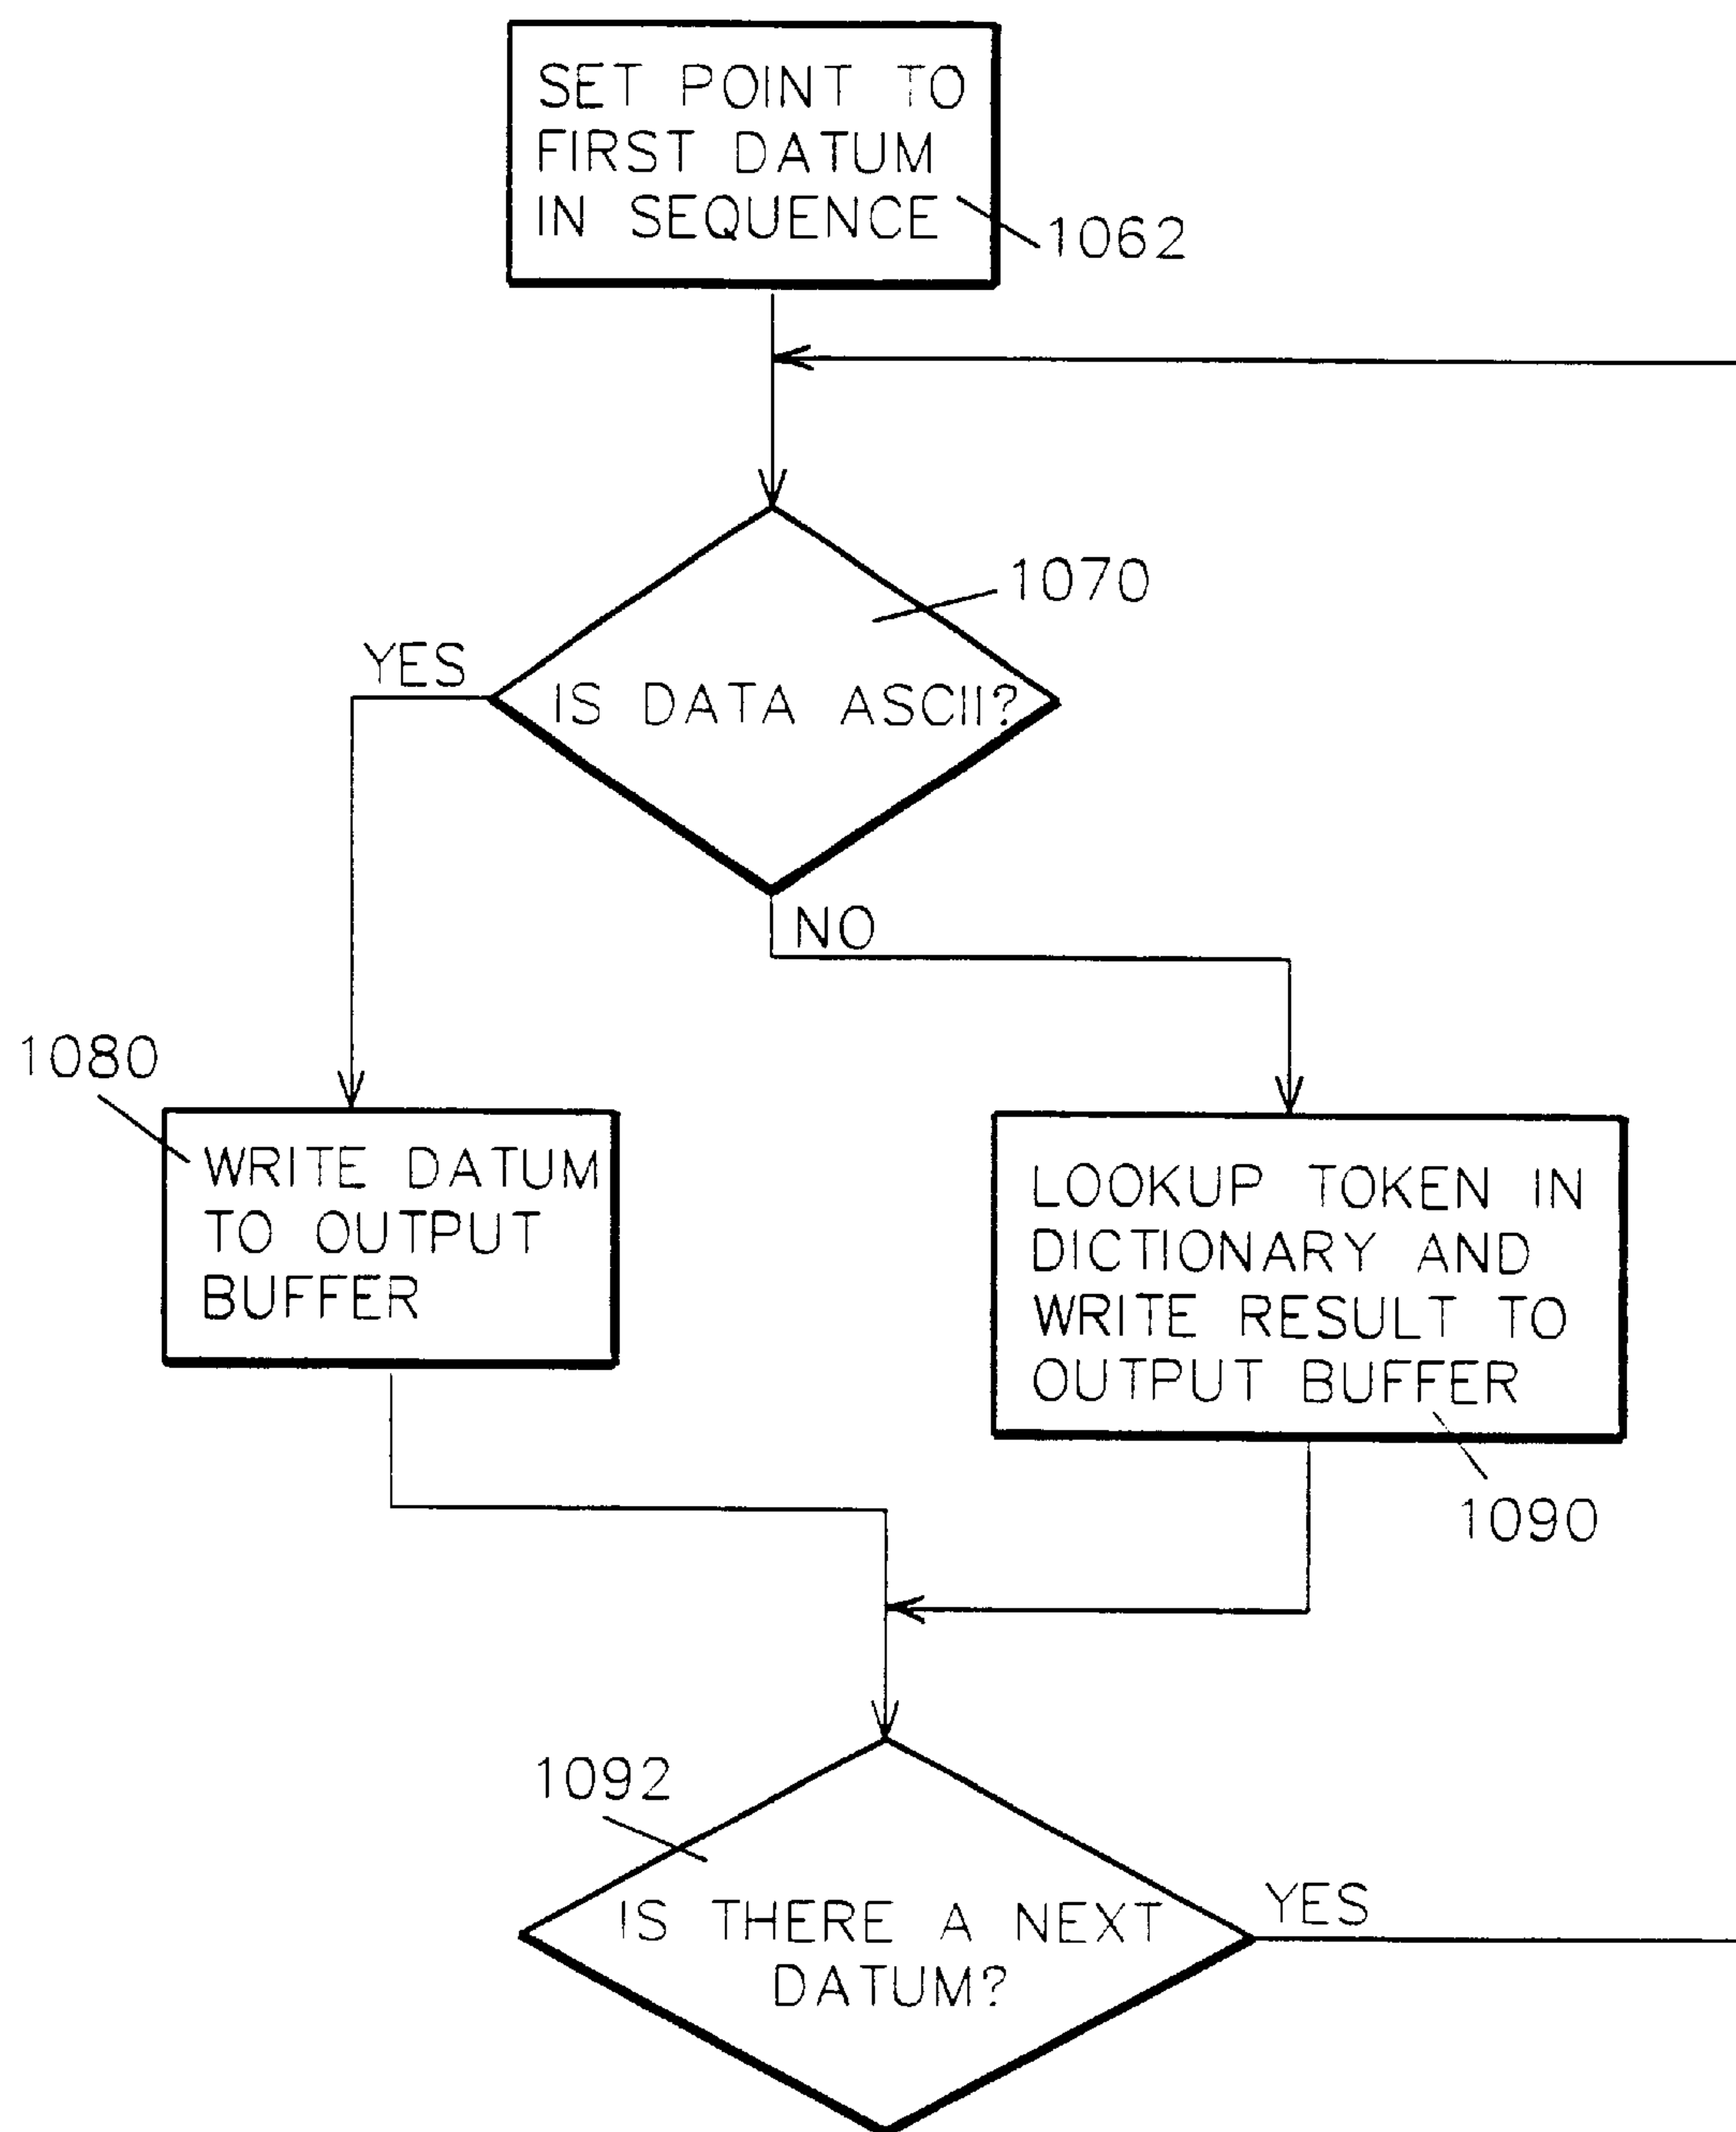 SET POINT TO
FIRST DATUM
IN SEQUENCE
1062
1070
YES
IS DATA ASCII?
NO
1080
WRITE DATUM
TO OUTPUT
BUFFER
LOOKUP TOKEN IN
DICTIONARY AND
WRITE RESULT TO
OUTPUT BUFFER
1090
1092
IS THERE A NEXT
DATUM?
YES